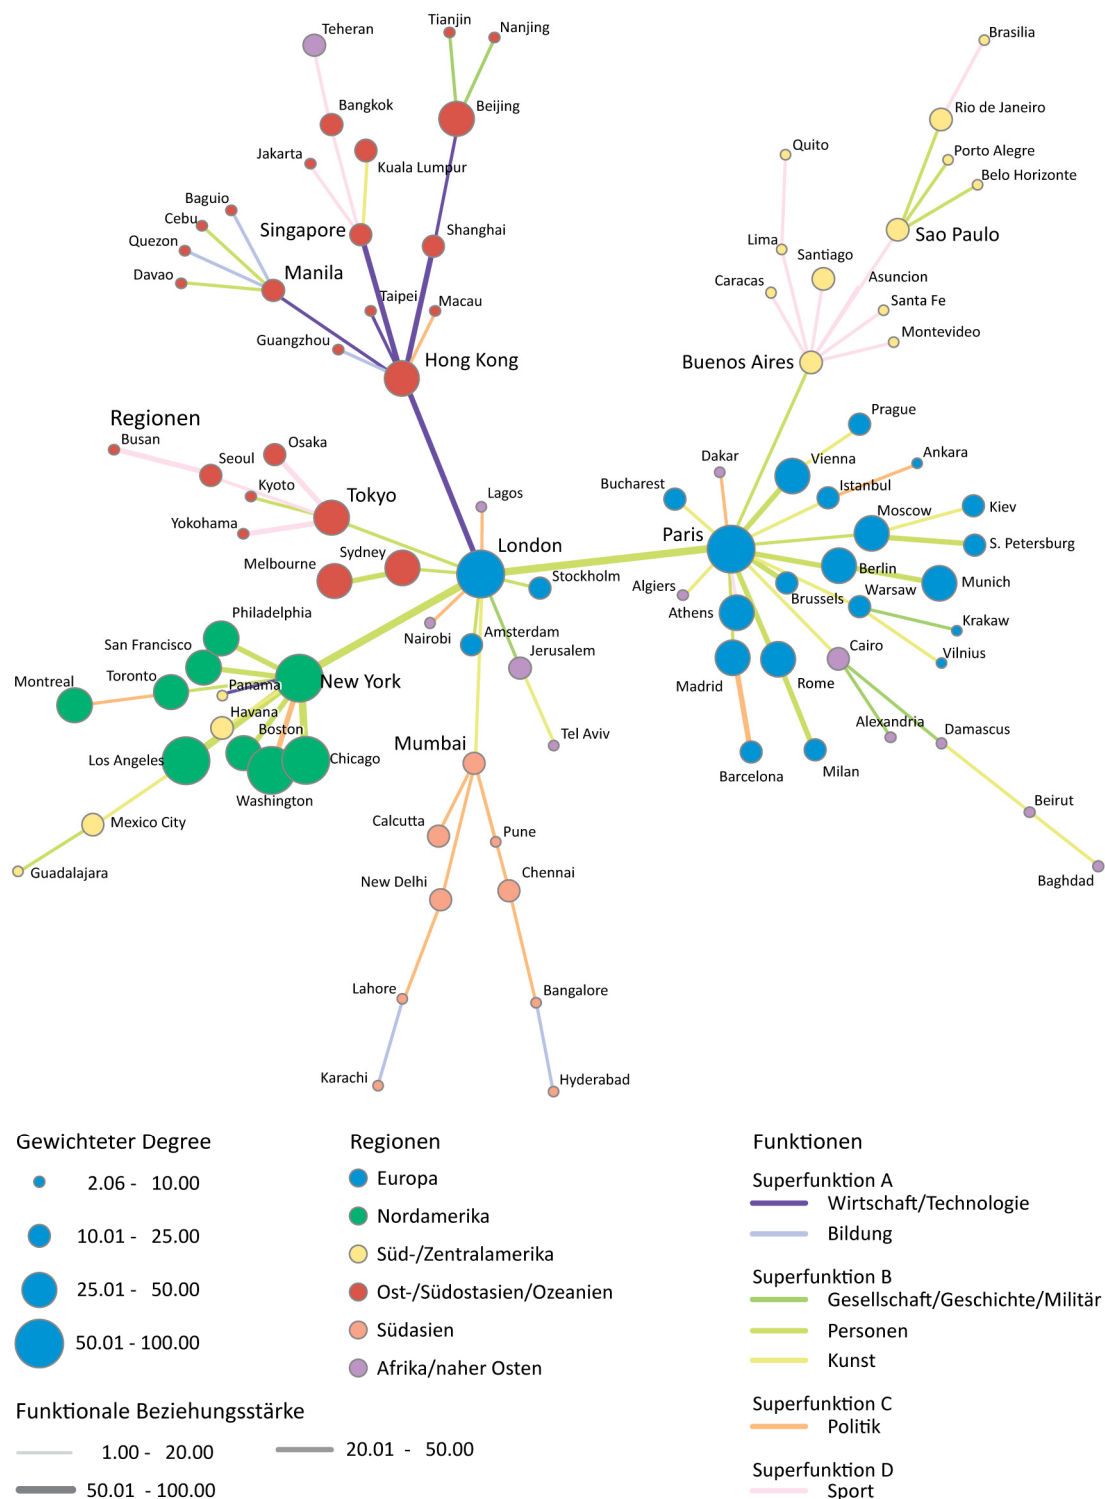 Tianjin
Nanjing
Teheran
Brasilia
Bangkok
Beijing
Rio de Janeiro
Jakarta
Kuala Lumpur
Quito
Porto Alegre
Belo Horizonte
Baguio
Cebu
Singapore
Shanghai
Sao Paulo
Quezon
Lima
Santiago
Davao
Manila
Caracas
Asuncion
Taipei
Macau
Santa Fe
Guangzhou
Montevideo
Hong Kong
Buenos Aires
Regionen
Prague
Busan
Osaka
Seoul
Dakar
Vienna
Ankara
Kyoto
Bucharest
Istanbul
Tokyo
Lagos
Moscow
Kiev
Yokohama
Paris
London
S. Petersburg
Sydney
Melbourne
Stockholm
Berlin
Algiers
Brussels
Warsaw
Munich
Philadelphia
Athens
Krakaw
San Francisco
Nairobi
Amsterdam
Jerusalem
Cairo
Vilnius
Montreal
Toronto
Panama
New York
Madrid
Rome
Havana
Boston
Alexandria
Damascus
Tel Aviv
Mumbai
Los Angeles
Chicago
Barcelona
Milan
Washington
Beirut
Mexico City
Calcutta
Pune
Guadalajara
New Delhi
Chennai
Baghdad
Lahore
Bangalore
Karachi
Hyderabad
Gewichteter Degree
2.06 - 10.00
10.01 - 25.00
25.01 - 50.00
50.01 - 100.00
Funktionale Beziehungsstärke
1.00 - 20.00
20.01 - 50.00
50.01 - 100.00
Regionen
Europa
Nordamerika
Süd-/Zentralamerika
Ost-/Südostasien/Ozeanien
Südasien
Afrika/naher Osten
Funktionen
Superfunktion A
Wirtschaft/Technologie
Bildung
Superfunktion B
Gesellschaft/Geschichte/Militär
Personen
Kunst
Superfunktion C
Politik
Superfunktion D
Sport